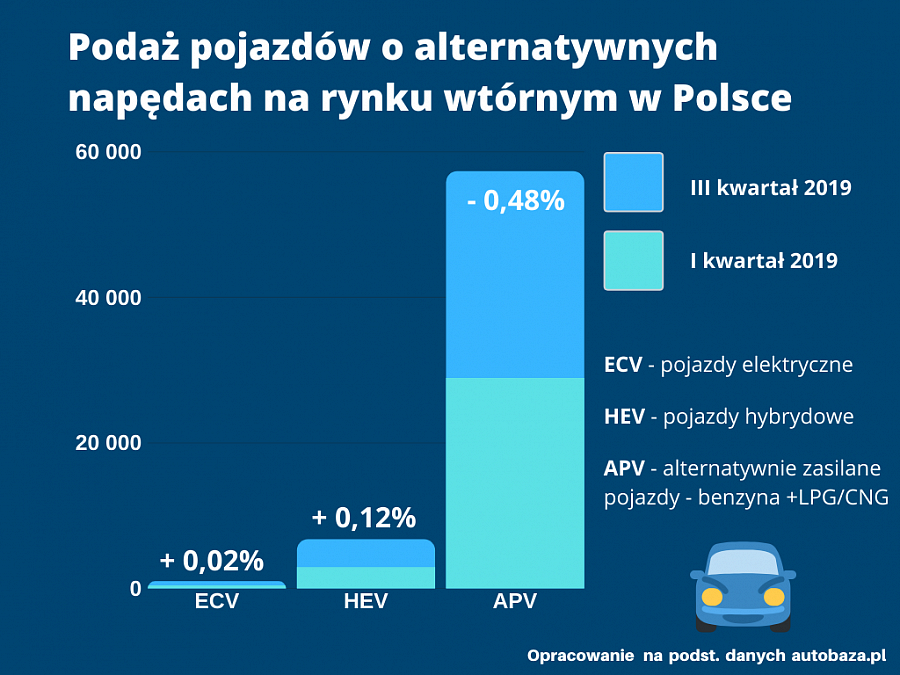 Podaż pojazdów o alternatywnych
napędach na rynku wtórnym w Polsce
60 000
40 000
20 000
0
- 0,48%
+ 0,12%
+ 0,02%
ECV
HEV
APV
III kwartał 2019
I kwartał 2019
ECV - pojazdy elektryczne
HEV - pojazdy hybrydowe
APV - alternatywnie zasilane
pojazdy - benzyna +LPG/CNG
Opracowanie na podst. danych autobaza.pl